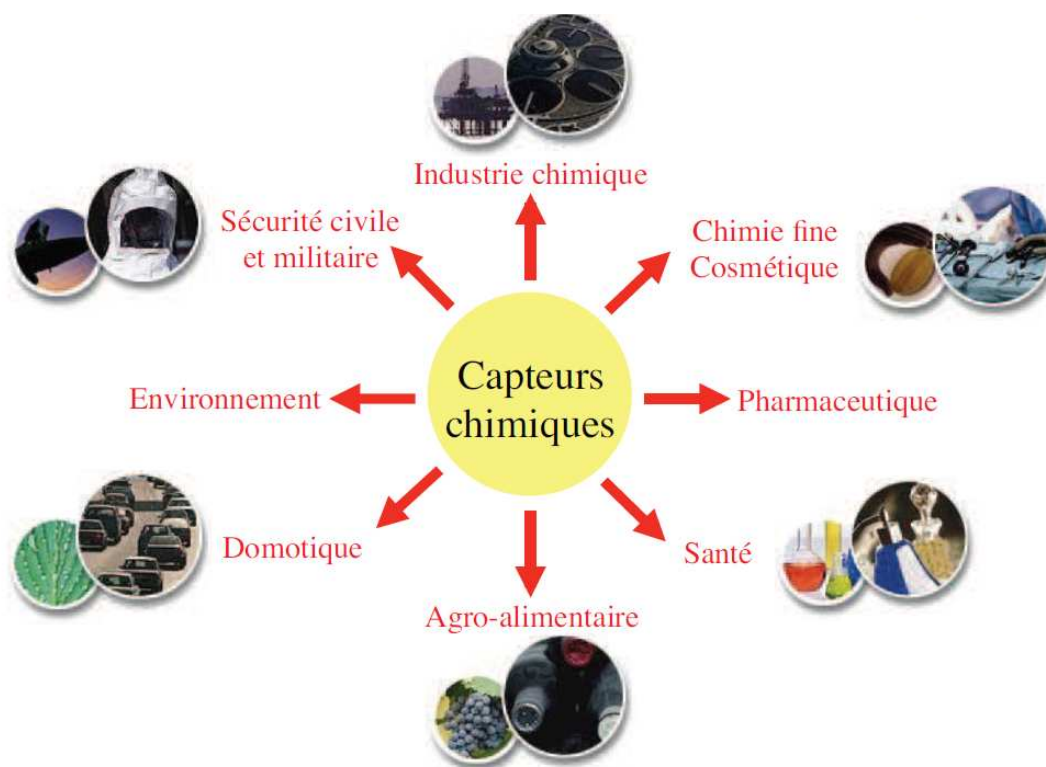 Industrie chimique
Sécurité civile
et militaire
Chimie fine
Cosmétique
Capteurs
chimiques
Environnement
Pharmaceutique
Domotique
Santé
Agro-alimentaire